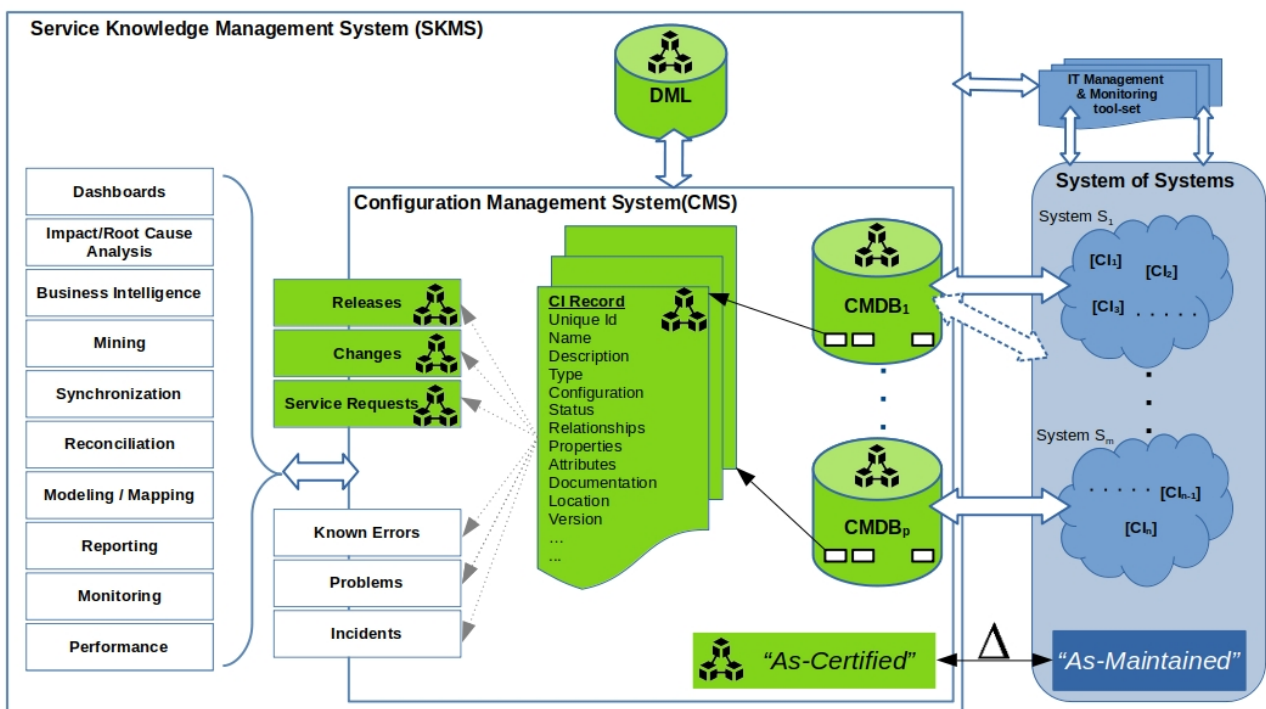 Service Knowledge Management System (SKMS)
DML
IT Management
& Monitoring
tool-set
Dashboards
Impact/Root Cause
Analysis
Business Intelligence
Mining
Synchronization
Reconciliation
Modeling / Mapping
Reporting
Monitoring
Performance
Configuration Management System(CMS)
Releases
Changes
Service Requests
Known Errors
Problems
Incidents
CI Record
Unique Id
Name
Description
Type
Configuration
Status
Relationships
Properties
Attributes
Documentation
Location
Version
...
...
CMDB₁
CMDBₚ
System of Systems
System S₁
[CI₁]
[CI₂]
[CI₃] . . . . .
System Sₘ
. . . . . [CIₙ₋₁]
[CIₙ]
“As-Certified”
Δ
“As-Maintained”